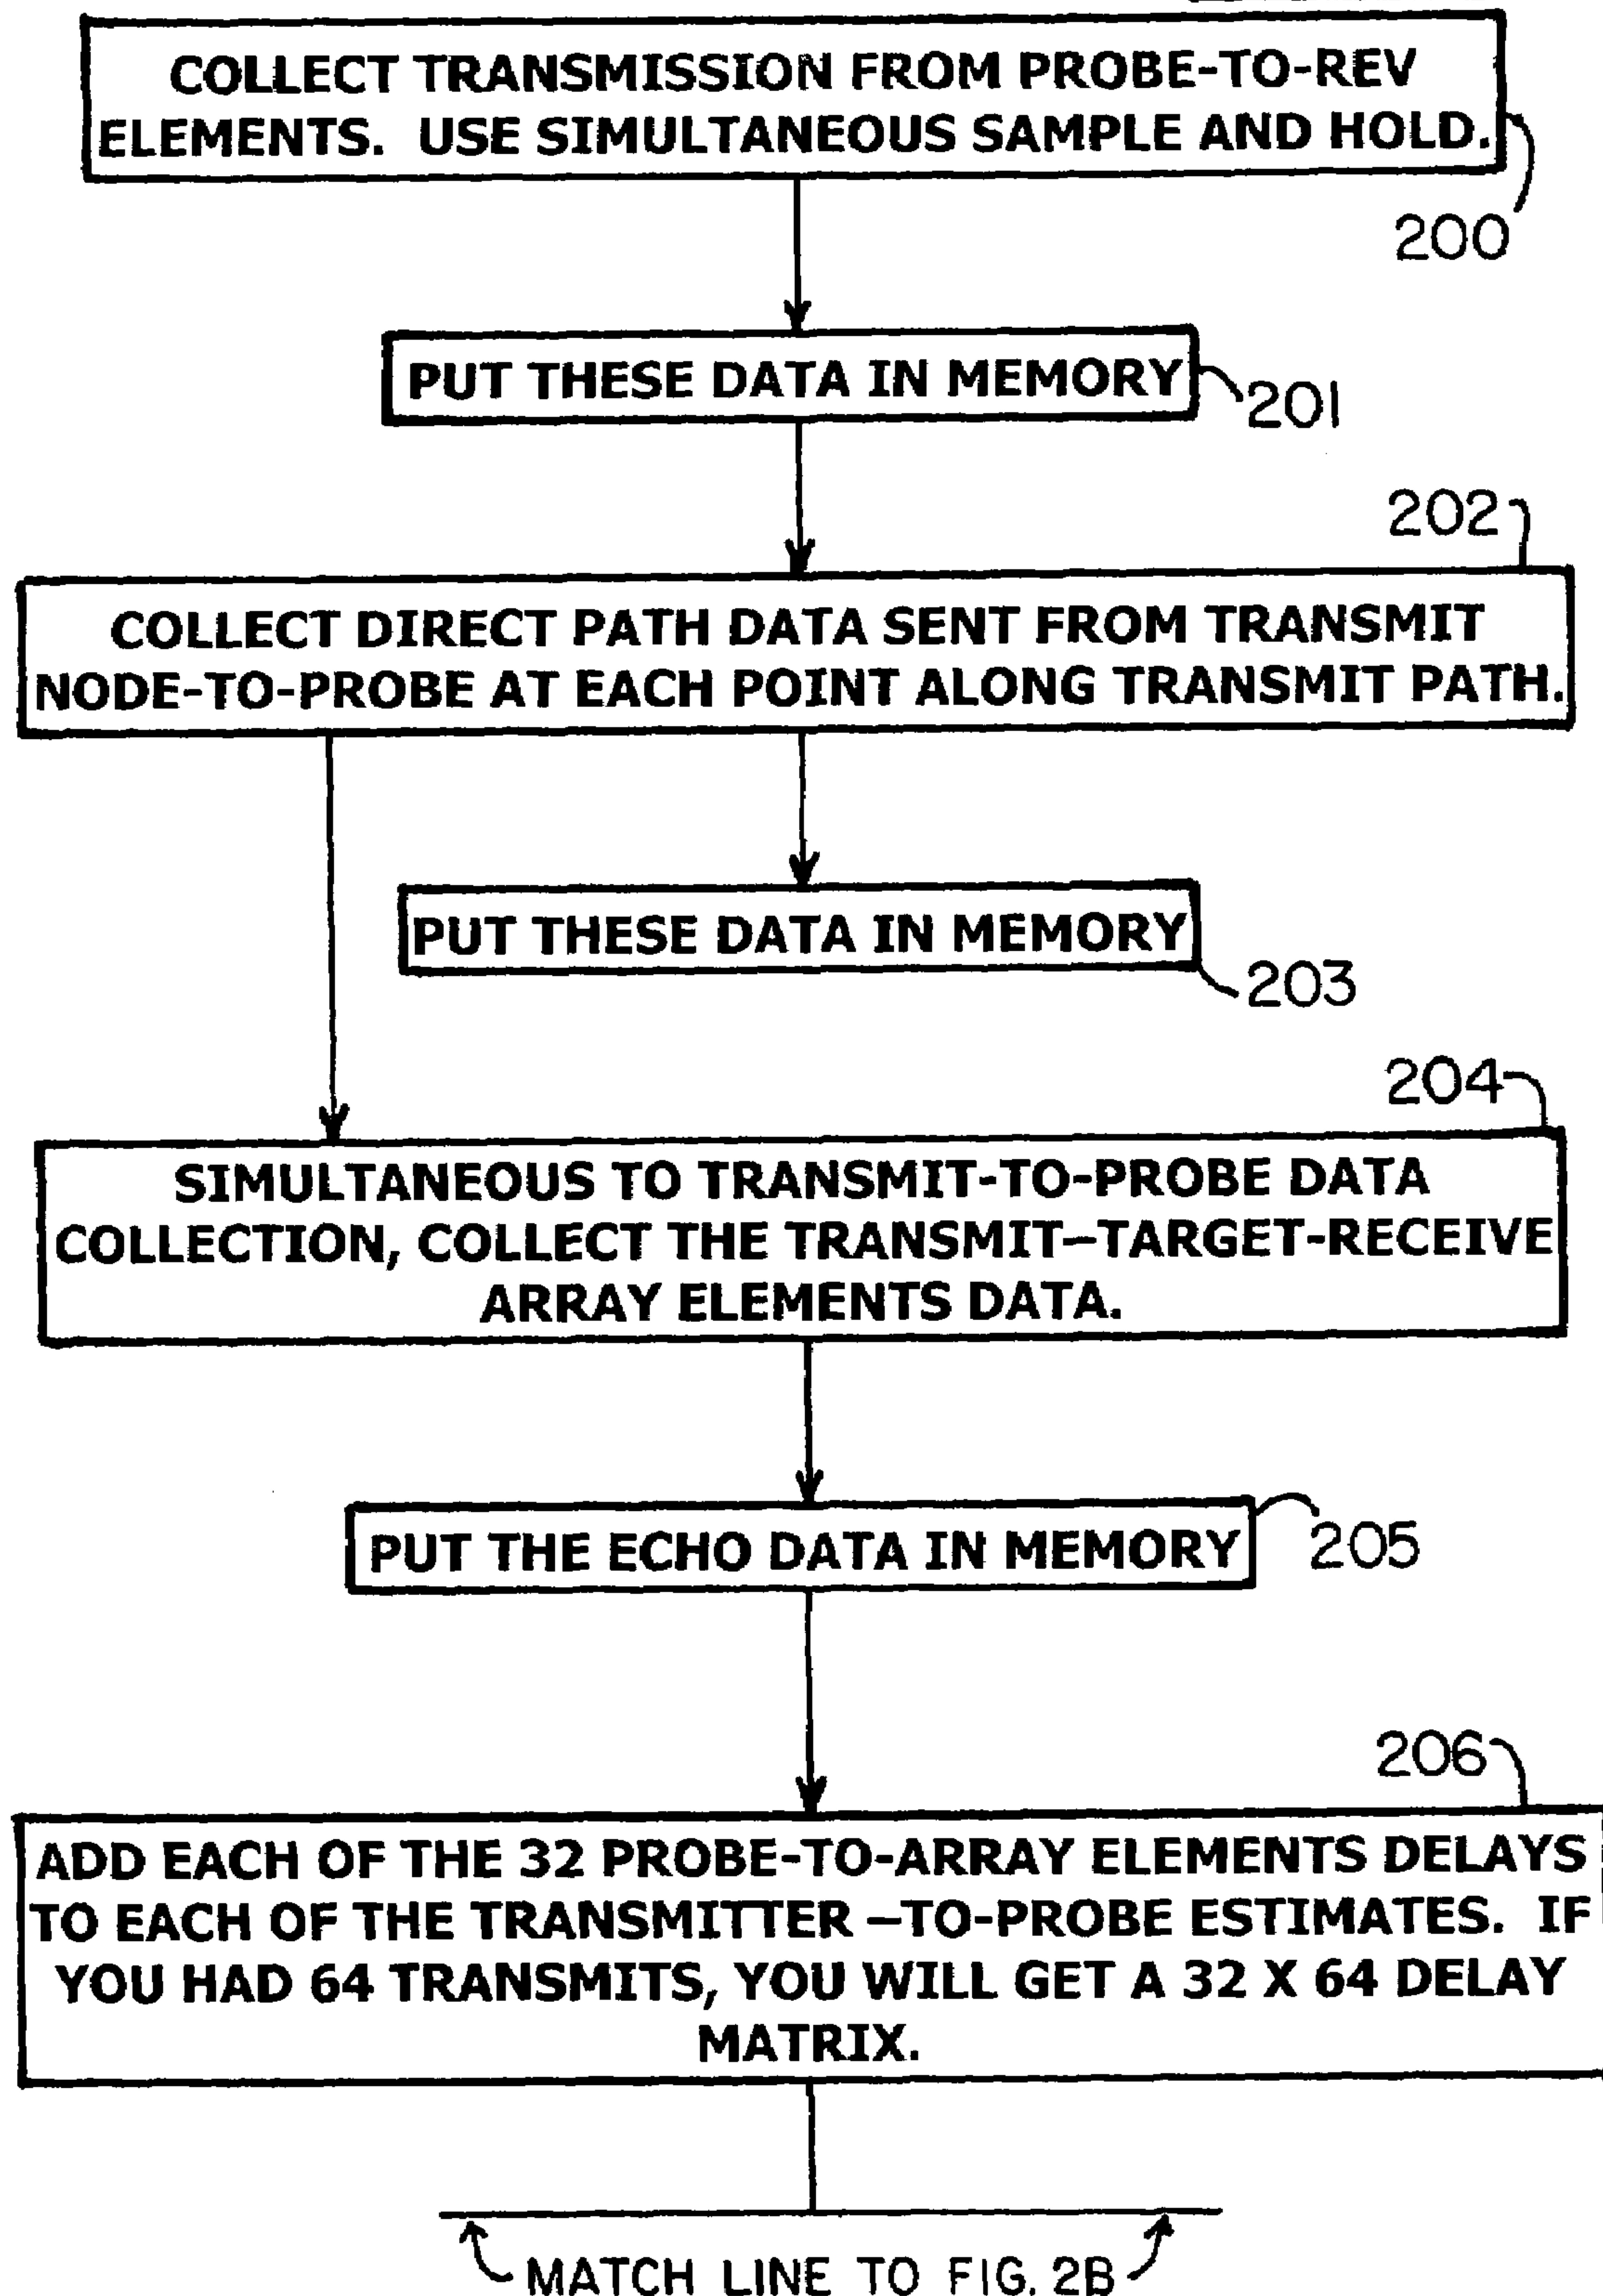 COLLECT TRANSMISSION FROM PROBE-TO-REV
ELEMENTS. USE SIMULTANEOUS SAMPLE AND HOLD.
200
PUT THESE DATA IN MEMORY
201
202
COLLECT DIRECT PATH DATA SENT FROM TRANSMIT
NODE-TO-PROBE AT EACH POINT ALONG TRANSMIT PATH.
PUT THESE DATA IN MEMORY
203
204
SIMULTANEOUS TO TRANSMIT-TO-PROBE DATA
COLLECTION, COLLECT THE TRANSMIT–TARGET-RECEIVE
ARRAY ELEMENTS DATA.
PUT THE ECHO DATA IN MEMORY
205
206
ADD EACH OF THE 32 PROBE-TO-ARRAY ELEMENTS DELAYS
TO EACH OF THE TRANSMITTER –TO-PROBE ESTIMATES. IF
YOU HAD 64 TRANSMITS, YOU WILL GET A 32 X 64 DELAY
MATRIX.
MATCH LINE TO FIG. 2B